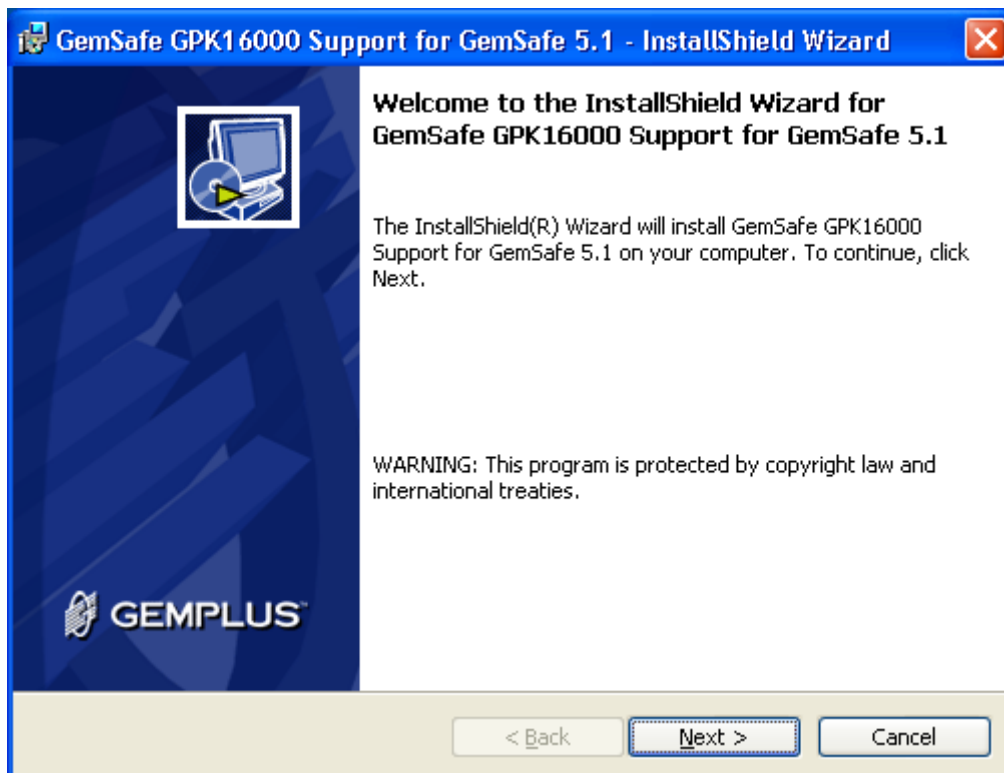 GemSafe GPK16000 Support for GemSafe 5.1 - InstallShield Wizard
Welcome to the InstallShield Wizard for
GemSafe GPK16000 Support for GemSafe 5.1
The InstallShield(R) Wizard will install GemSafe GPK16000
Support for GemSafe 5.1 on your computer. To continue, click
Next.
WARNING: This program is protected by copyright law and
international treaties.
GEMPLUS™
< Back
Next >
Cancel